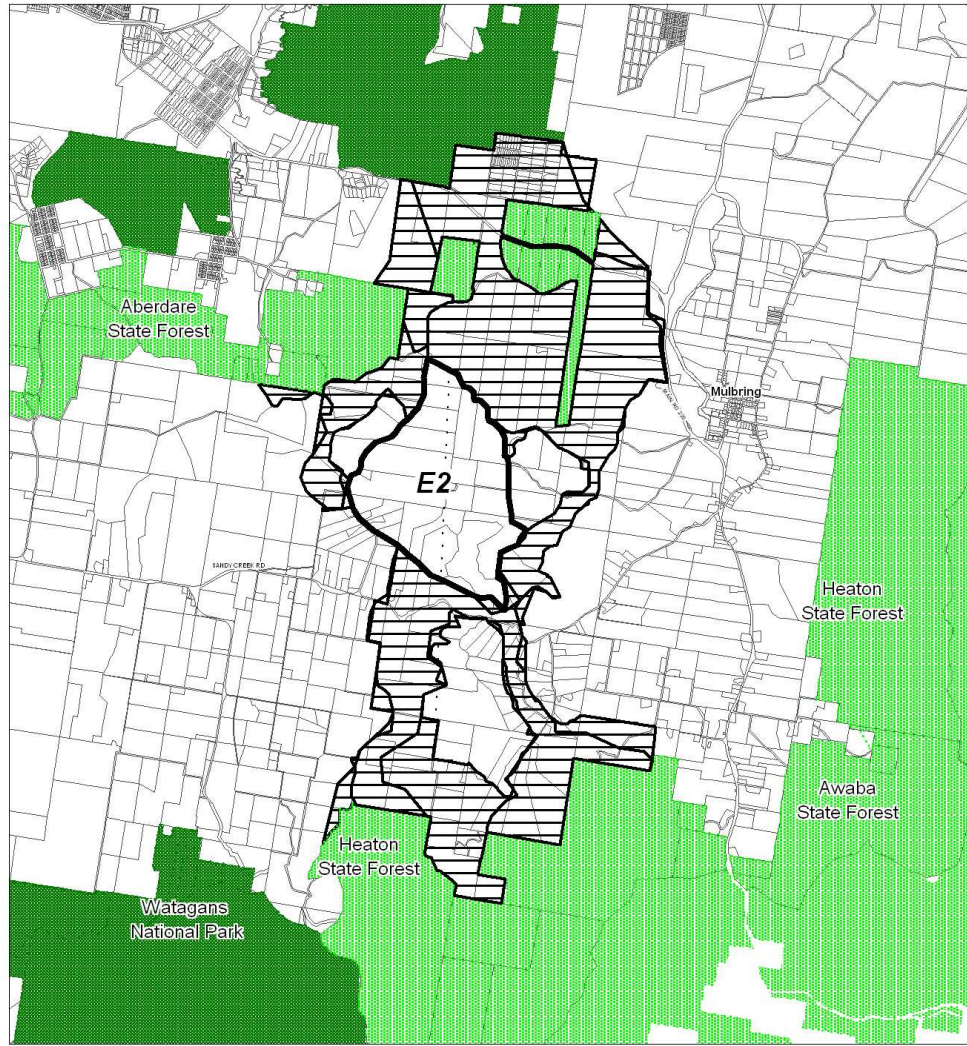 Aberdare
State Forest
Mulbring
E2
SANDY CREEK RD
Heaton
State Forest
Awaba
State Forest
Heaton
State Forest
Watagans
National Park